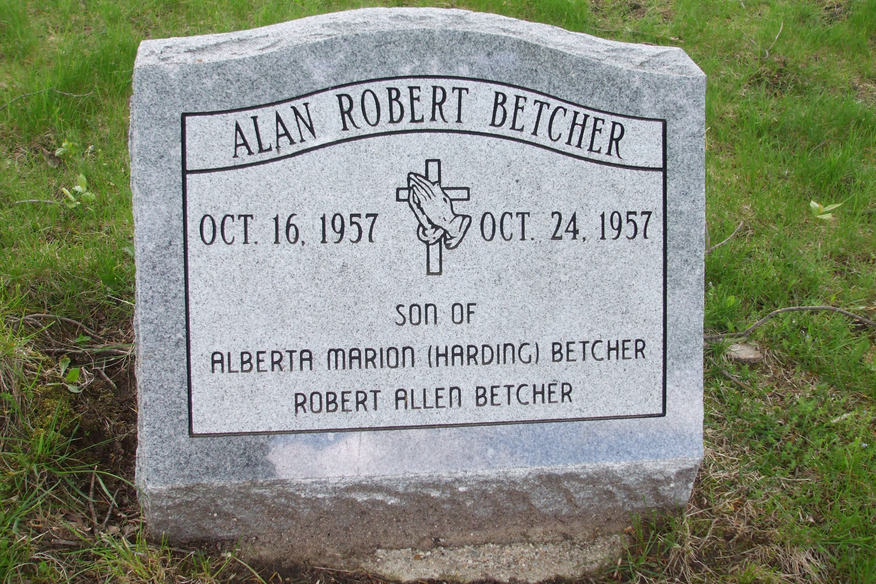 ALAN ROBERT BETCHER
OCT. 16, 1957 OCT. 24, 1957
SON OF
ALBERTA MARION (HARDING) BETCHER
ROBERT ALLEN BETCHER